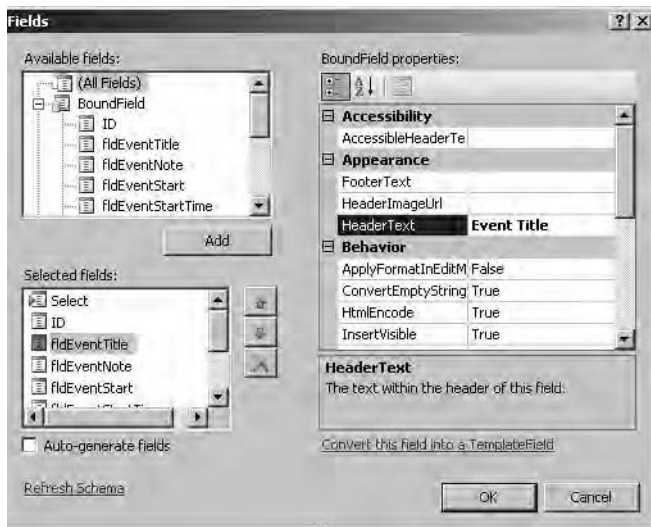 Fields
Available fields:
(All Fields)
BoundField
ID
fldEventTitle
fldEventNote
fldEventStart
fldEventStartTime
Add
Selected fields:
Select
ID
fldEventTitle
fldEventNote
fldEventStart
Auto-generate fields
Refresh Schema
BoundField properties:
Accessibility
AccessibleHeaderTe
Appearance
FooterText
HeaderImageUrl
HeaderText Event Title
Behavior
ApplyFormatInEditM False
ConvertEmptyString True
HtmlEncode True
InsertVisible True
HeaderText
The text within the header of this field.
Convert this field into a TemplateField
OK Cancel